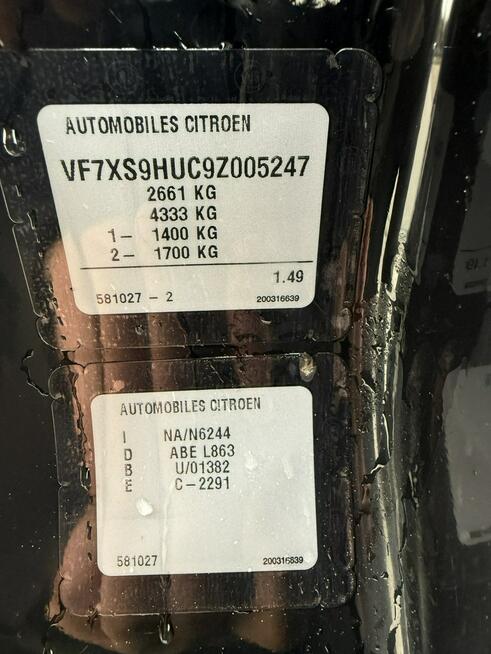 AUTOMOBILES CITROEN
VF7XS9HUC9Z005247
2661 KG
4333 KG
1- 1400 KG
2- 1700 KG
1.49
581027 - 2 200316639
AUTOMOBILES CITROEN
I NA/N6244
D ABE L863
B U/01382
E C-2291
581027 200316639